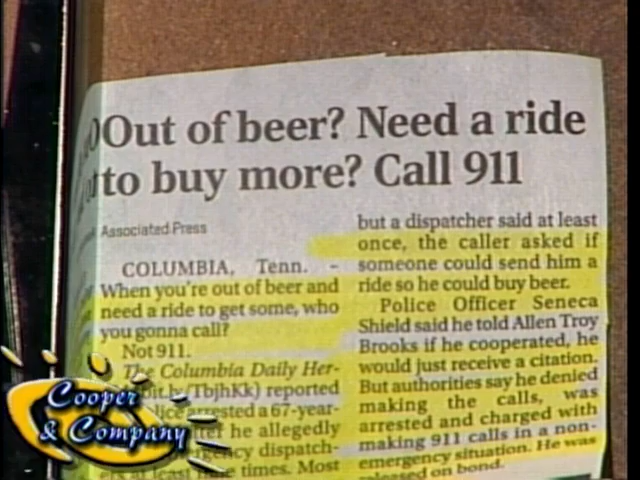 Out of beer? Need a ride
to buy more? Call 911
Associated Press
COLUMBIA, Tenn. –
When you're out of beer and
need a ride to get some, who
you gonna call?
Not 911.
The Columbia Daily Her-
bit.ly/TbjhKk) reported
arrested a 67-year-
he allegedly
dispatch-
times. Most
but a dispatcher said at least
once, the caller asked if
someone could send him a
ride so he could buy beer.
Police Officer Seneca
Shield said he told Allen Troy
Brooks if he cooperated, he
would just receive a citation.
But authorities say he denied
making the calls, was
arrested and charged with
making 911 calls in a non-
emergency situation. He was
released on bond.
Cooper
& Company